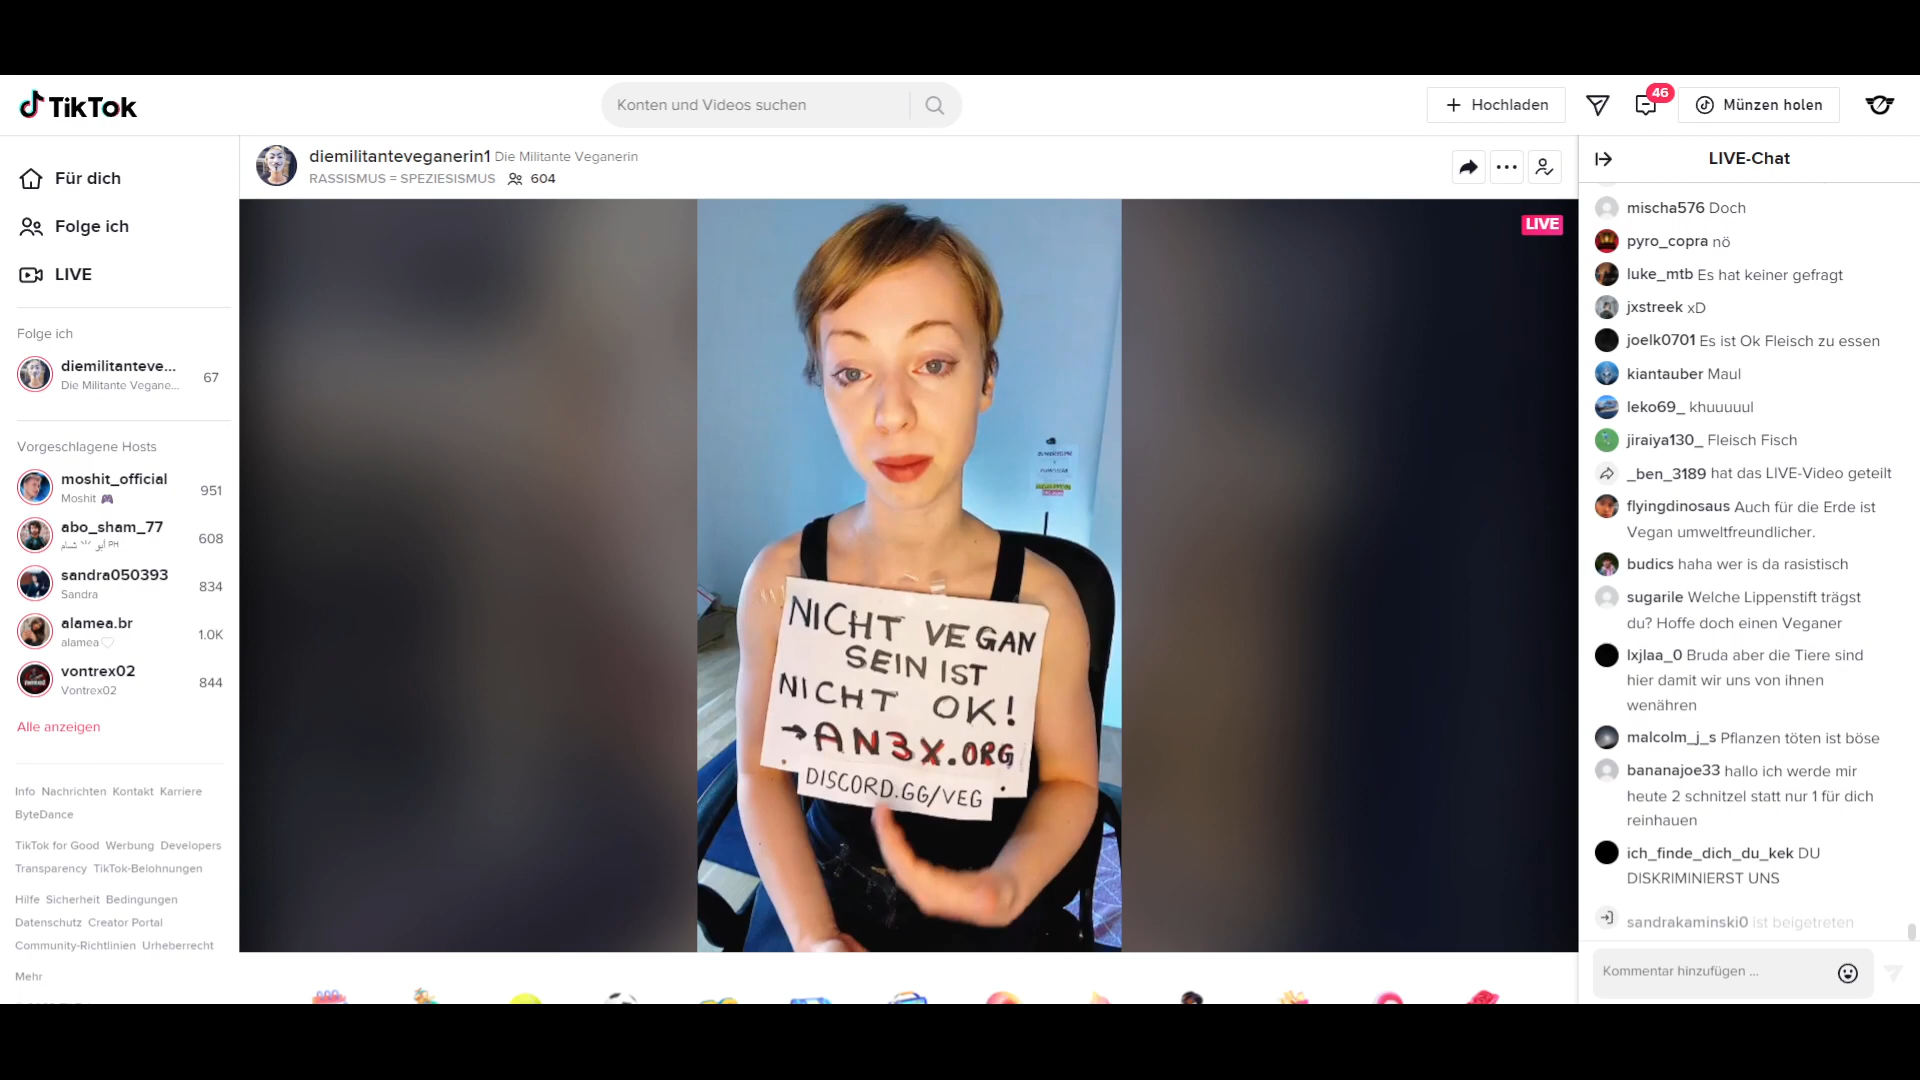 TikTok
Konten und Videos suchen
Hochladen
46
Münzen holen
Für dich
Folge ich
LIVE
Folge ich
diemilitanteve...
67
Die Militante Vegane...
Vorgeschlagene Hosts
moshit_official
951
Moshit
abo_sham_77
608
sandra050393
834
Sandra
alamea.br
1.0K
alamea
vontrex02
844
Vontrex02
Alle anzeigen
Info Nachrichten Kontakt Karriere
ByteDance
TikTok for Good Werbung Developers
Transparency TikTok-Belohnungen
Hilfe Sicherheit Bedingungen
Datenschutz Creator Portal
Community-Richtlinien Urheberrecht
Mehr
diemilitanteveganerin1 Die Militante Veganerin
RASSISMUS = SPEZIESISMUS 604
LIVE
NICHT VEGAN
SEIN IST
NICHT OK!
→AN3X.ORG
DISCORD.GG/VEG
LIVE-Chat
mischa576 Doch
pyro_copra nö
luke_mtb Es hat keiner gefragt
jxstreek xD
joelk0701 Es ist Ok Fleisch zu essen
kiantauber Maul
leko69_ khuuuuul
jiraiya130_ Fleisch Fisch
_ben_3189 hat das LIVE-Video geteilt
flyingdinosaus Auch für die Erde ist
Vegan umweltfreundlicher.
budics haha wer is da rasistisch
sugarile Welche Lippenstift trägst
du? Hoffe doch einen Veganer
lxjlaa_0 Bruda aber die Tiere sind
hier damit wir uns von ihnen
wenähren
malcolm_j_s Pflanzen töten ist böse
bananajoe33 hallo ich werde mir
heute 2 schnitzel statt nur 1 für dich
reinhauen
ich_finde_dich_du_kek DU
DISKRIMINIERST UNS
sandrakaminski0 ist beigetreten
Kommentar hinzufügen ...